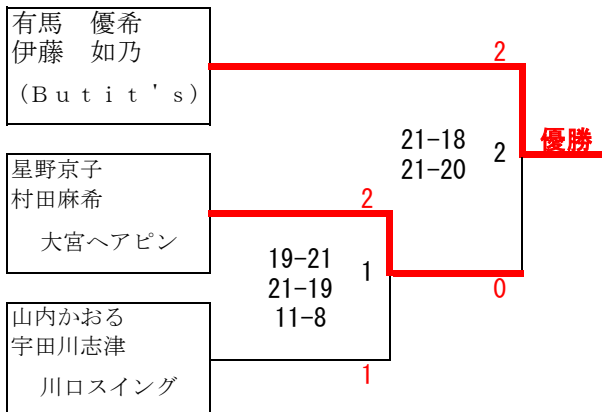 有馬　優希
伊藤　如乃
(Butit's)
2
21-18
21-20
2
優勝
星野京子
村田麻希
大宮ヘアピン
2
19-21
21-19
11-8
1
0
山内かおる
宇田川志津
川口スイング
1